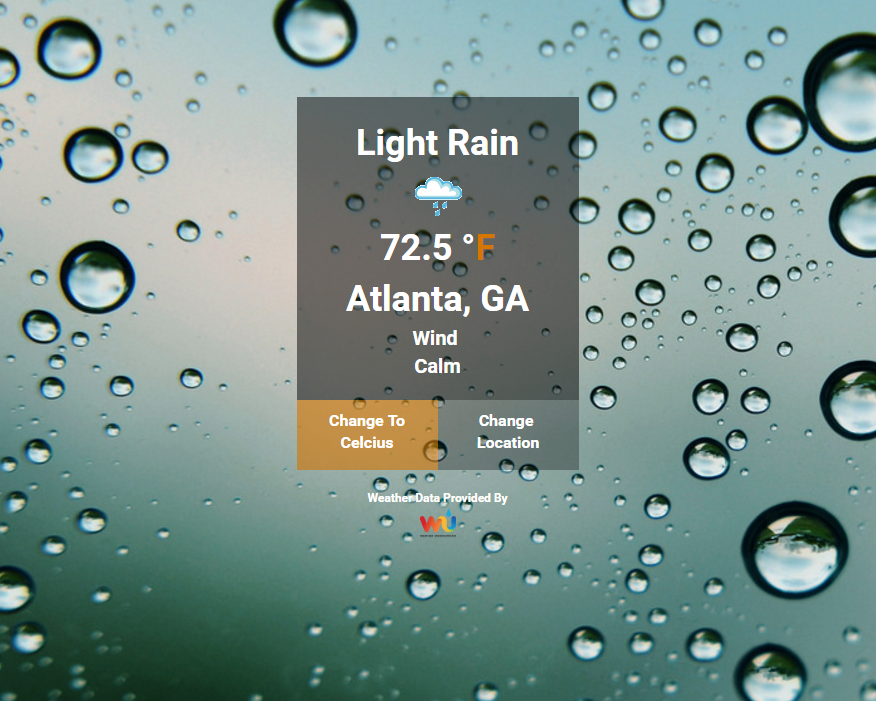 Light Rain
72.5 °F
Atlanta, GA
Wind
Calm
Change To
Celcius
Change
Location
Weather Data Provided By
wu